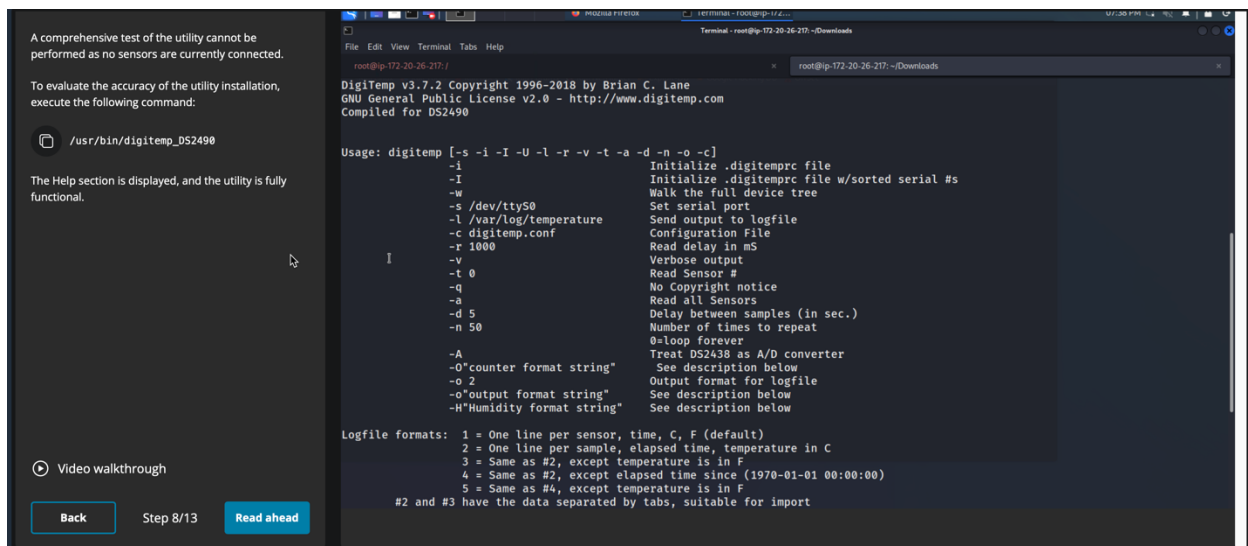 Mozilla Firefox
Terminal - root@ip-172...
07:38 PM
Terminal - root@ip-172-20-26-217: ~/Downloads
File Edit View Terminal Tabs Help
root@ip-172-20-26-217: /
root@ip-172-20-26-217: ~/Downloads
A comprehensive test of the utility cannot be
performed as no sensors are currently connected.
To evaluate the accuracy of the utility installation,
execute the following command:
/usr/bin/digitemp_DS2490
The Help section is displayed, and the utility is fully
functional.
Video walkthrough
Back
Step 8/13
Read ahead
DigiTemp v3.7.2 Copyright 1996-2018 by Brian C. Lane
GNU General Public License v2.0 - http://www.digitemp.com
Compiled for DS2490
Usage: digitemp [-s -i -I -U -l -r -v -t -a -d -n -o -c]
-i Initialize .digitemprc file
-I Initialize .digitemprc file w/sorted serial #s
-w Walk the full device tree
-s /dev/ttyS0 Set serial port
-l /var/log/temperature Send output to logfile
-c digitemp.conf Configuration File
-r 1000 Read delay in mS
-v Verbose output
-t 0 Read Sensor #
-q No Copyright notice
-a Read all Sensors
-d 5 Delay between samples (in sec.)
-n 50 Number of times to repeat
0=loop forever
-A Treat DS2438 as A/D converter
-O"counter format string" See description below
-o 2 Output format for logfile
-o"output format string" See description below
-H"Humidity format string" See description below
Logfile formats: 1 = One line per sensor, time, C, F (default)
2 = One line per sample, elapsed time, temperature in C
3 = Same as #2, except temperature is in F
4 = Same as #2, except elapsed time since (1970-01-01 00:00:00)
5 = Same as #4, except temperature is in F
#2 and #3 have the data separated by tabs, suitable for import